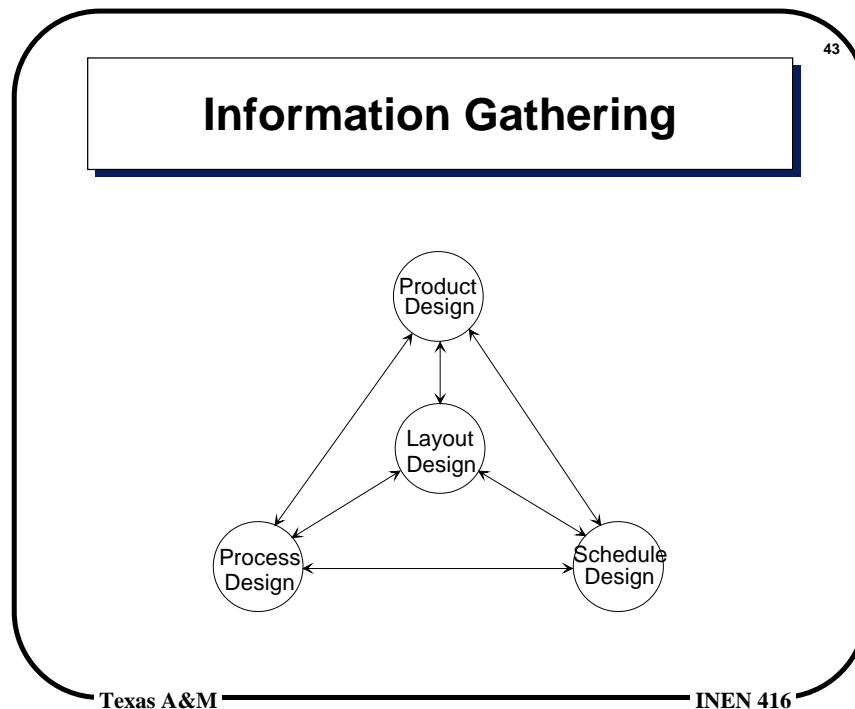 43
Information Gathering
Product
Design
Layout
Design
Process
Design
Schedule
Design
Texas A&M
INEN 416